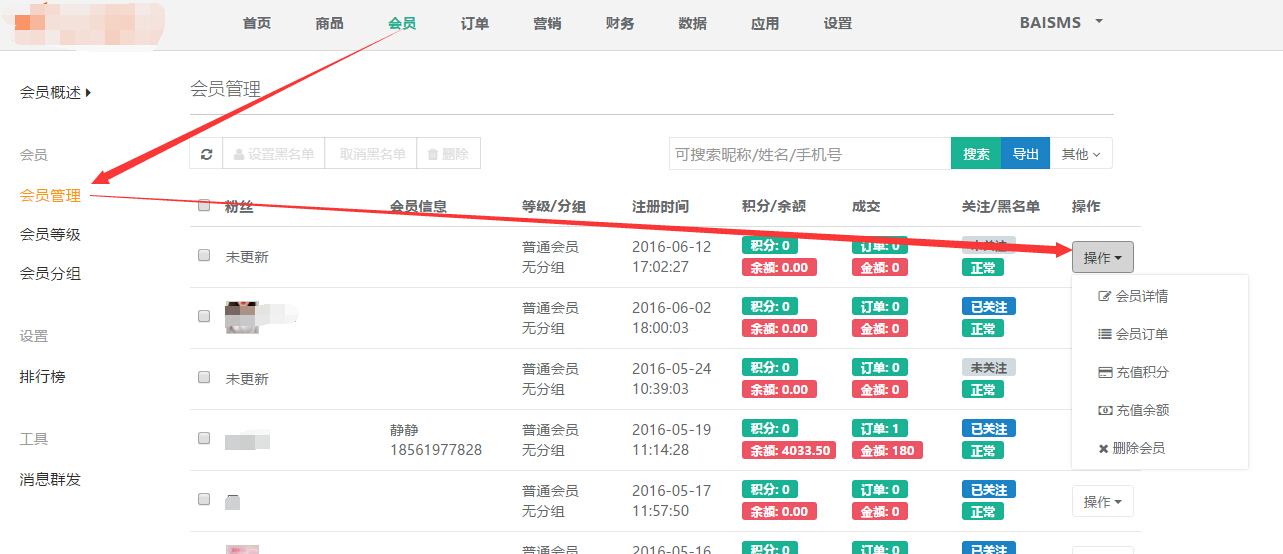 首页 商品 会员 订单 营销 财务 数据 应用 设置 BAISMS
会员概述
会员管理
会员
设置黑名单 取消黑名单 删除
可搜索昵称/姓名/手机号 搜索 导出 其他
会员管理
粉丝 会员信息 等级/分组 注册时间 积分/余额 成交 关注/黑名单 操作
会员等级
会员分组
未更新 普通会员 2016-06-12 积分: 0 订单: 0 未关注 操作
无分组 17:02:27 余额: 0.00 金额: 0 正常
会员详情
普通会员 2016-06-02 积分: 0 订单: 0 已关注
无分组 18:00:03 余额: 0.00 金额: 0 正常
会员订单
设置
排行榜
未更新 普通会员 2016-05-24 积分: 0 订单: 0 未关注
无分组 10:39:03 余额: 0.00 金额: 0 正常
充值积分
充值余额
工具
静静 普通会员 2016-05-19 积分: 0 订单: 1 已关注
18561977828 无分组 11:14:28 余额: 4033.50 金额: 180 正常
删除会员
消息群发
普通会员 2016-05-17 积分: 0 订单: 0 已关注 操作
无分组 11:57:50 余额: 0.00 金额: 0 正常
普通会员 2016-05-16 积分: 0 订单: 0 已关注